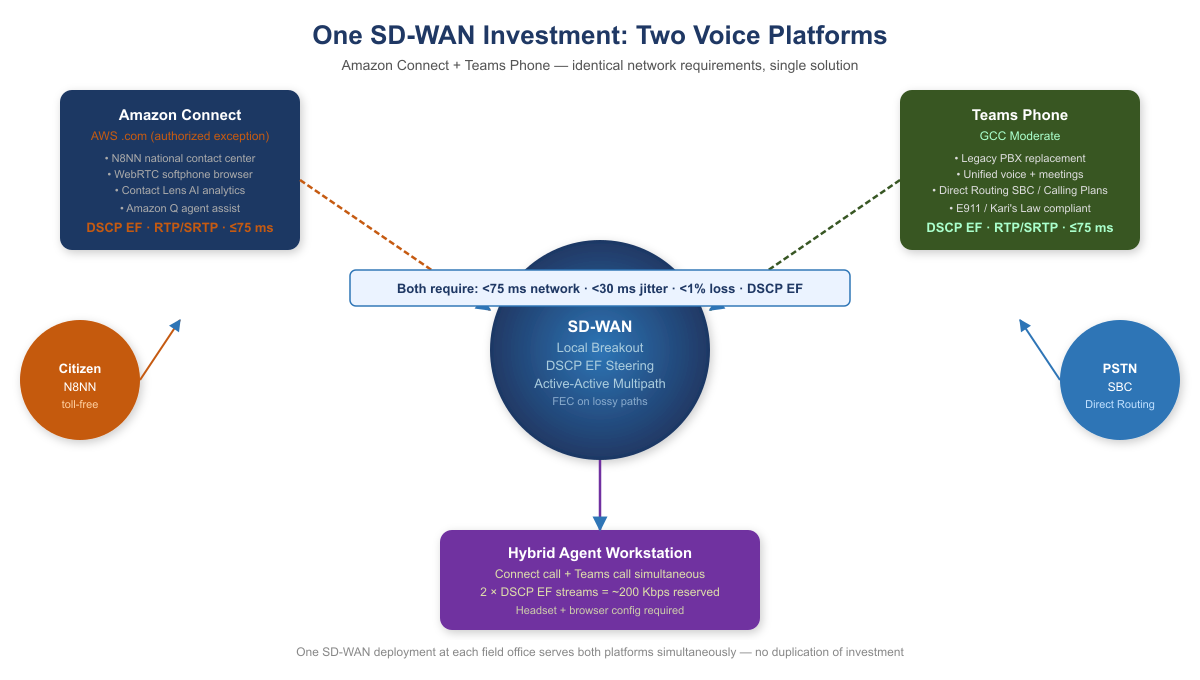 One SD-WAN Investment: Two Voice Platforms
Amazon Connect + Teams Phone — identical network requirements, single solution
Amazon Connect
AWS .com (authorized exception)
• N8NN national contact center
• WebRTC softphone browser
• Contact Lens AI analytics
• Amazon Q agent assist
DSCP EF · RTP/SRTP · ≤75 ms
Teams Phone
GCC Moderate
• Legacy PBX replacement
• Unified voice + meetings
• Direct Routing SBC / Calling Plans
• E911 / Kari's Law compliant
DSCP EF · RTP/SRTP · ≤75 ms
Both require: <75 ms network · <30 ms jitter · <1% loss · DSCP EF
SD-WAN
Local Breakout
DSCP EF Steering
Active-Active Multipath
FEC on lossy paths
Citizen
N8NN
toll-free
PSTN
SBC
Direct Routing
Hybrid Agent Workstation
Connect call + Teams call simultaneous
2 × DSCP EF streams = ~200 Kbps reserved
Headset + browser config required
One SD-WAN deployment at each field office serves both platforms simultaneously — no duplication of investment